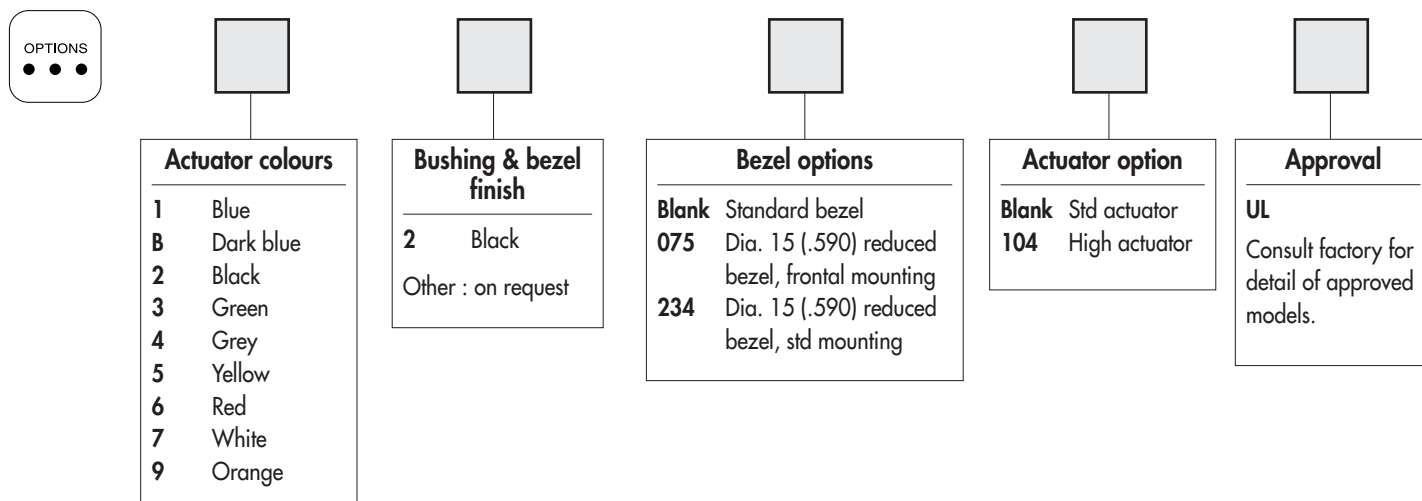 OPTIONS
Actuator colours
1 Blue
B Dark blue
2 Black
3 Green
4 Grey
5 Yellow
6 Red
7 White
9 Orange
Bushing & bezel
finish
2 Black
Other : on request
Bezel options
Blank Standard bezel
075 Dia. 15 (.590) reduced
bezel, frontal mounting
234 Dia. 15 (.590) reduced
bezel, std mounting
Actuator option
Blank Std actuator
104 High actuator
Approval
UL
Consult factory for
detail of approved
models.